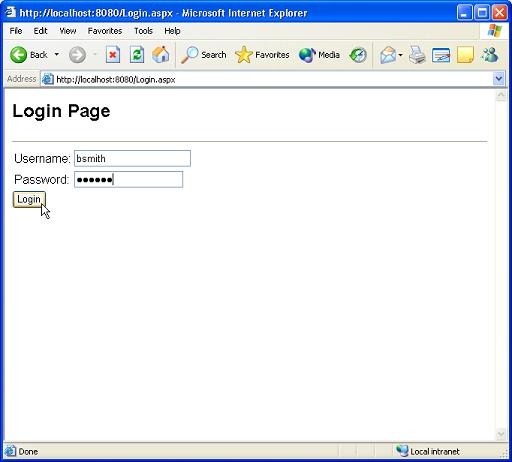 http://localhost:8080/Login.aspx - Microsoft Internet Explorer
File Edit View Favorites Tools Help
Back Search Favorites Media
Address http://localhost:8080/Login.aspx
Login Page
Username: bsmith
Password: ••••••
Login
Done Local intranet